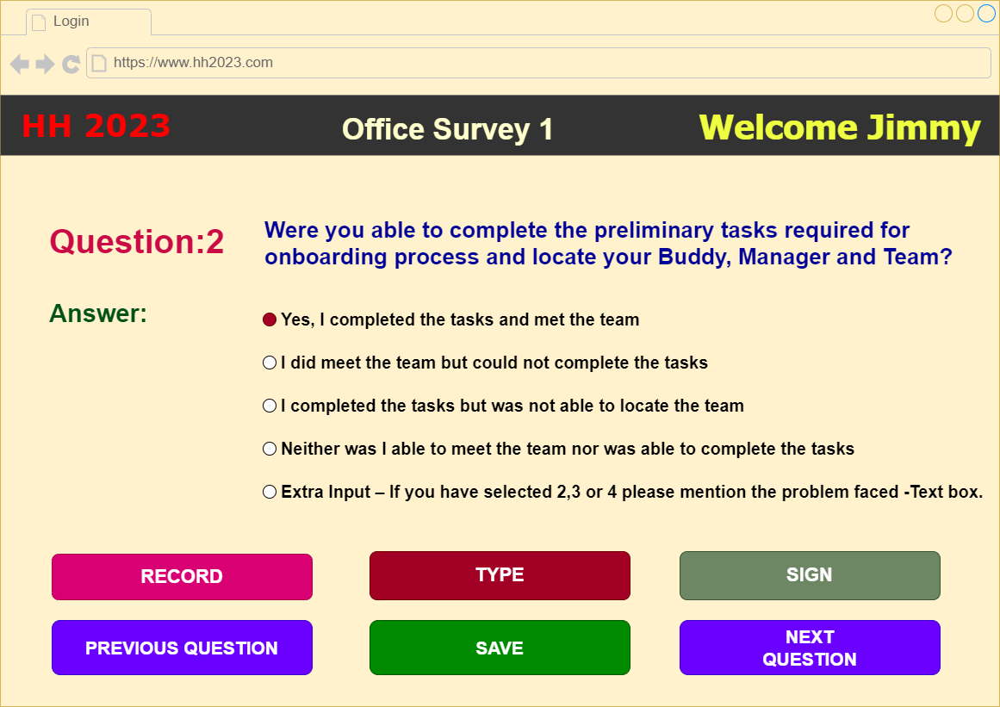 Login
https://www.hh2023.com
HH 2023
Office Survey 1
Welcome Jimmy
Question:2
Were you able to complete the preliminary tasks required for
onboarding process and locate your Buddy, Manager and Team?
Answer:
Yes, I completed the tasks and met the team
I did meet the team but could not complete the tasks
I completed the tasks but was not able to locate the team
Neither was I able to meet the team nor was able to complete the tasks
Extra Input – If you have selected 2,3 or 4 please mention the problem faced -Text box.
RECORD
TYPE
SIGN
PREVIOUS QUESTION
SAVE
NEXT
QUESTION